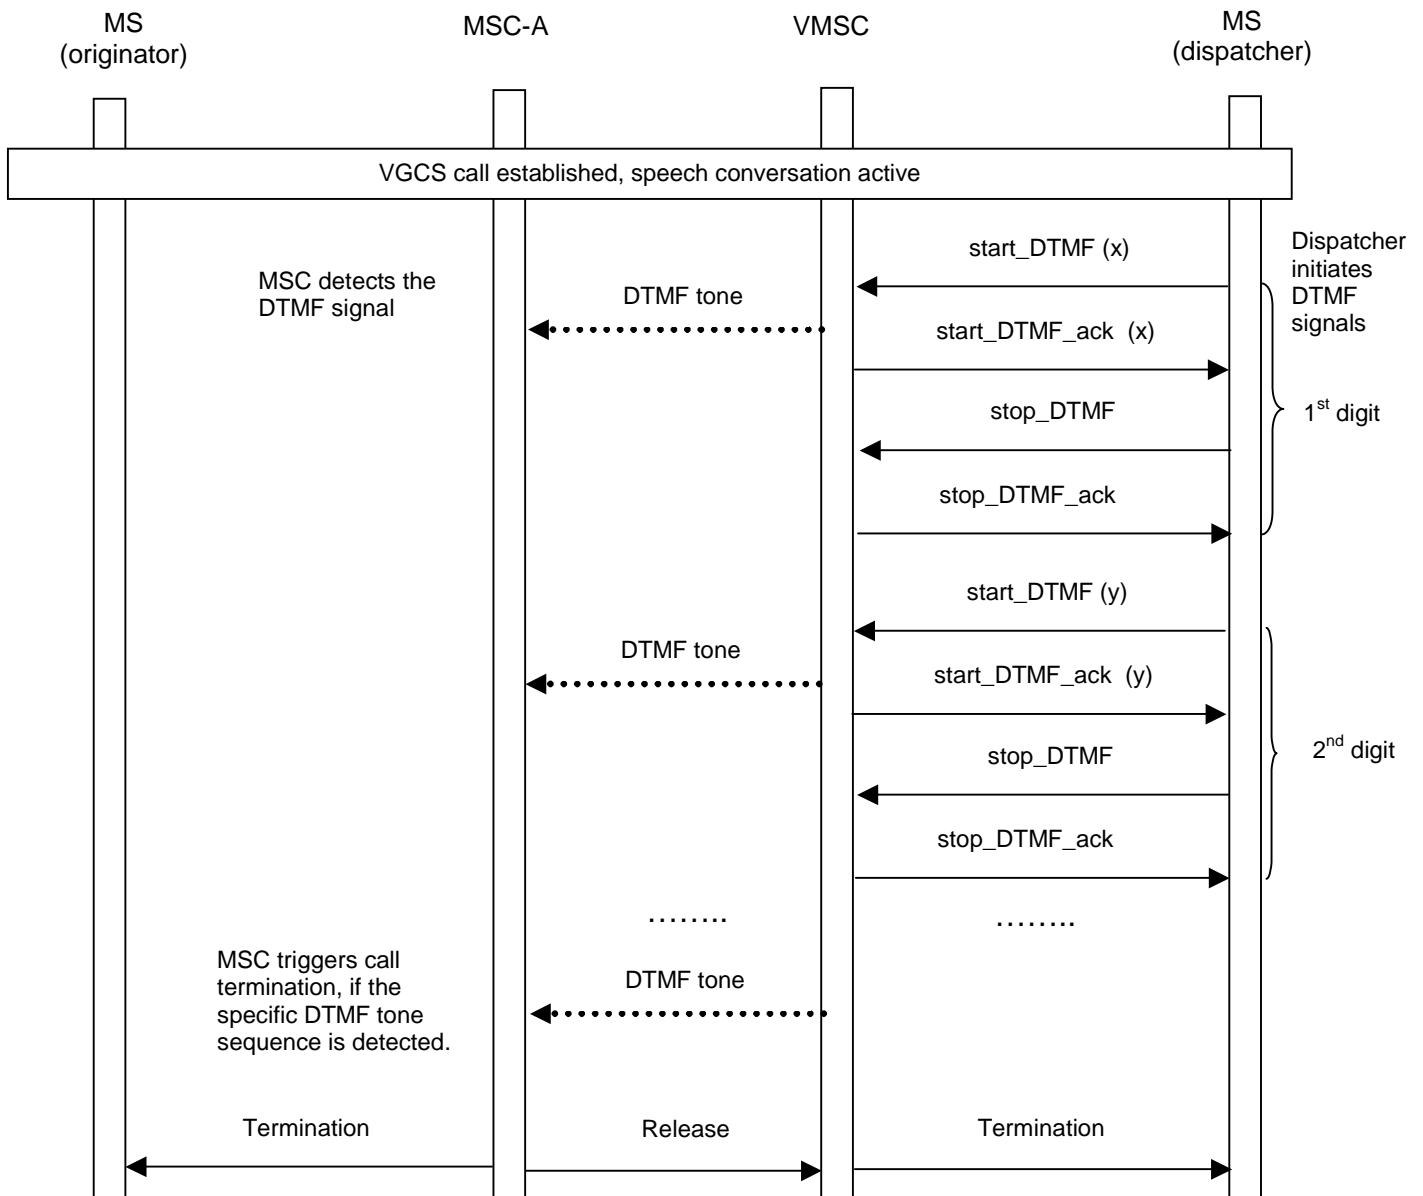 MS
(originator)
MSC-A
VMSC
MS
(dispatcher)
VGCS call established, speech conversation active
start_DTMF (x)
Dispatcher
initiates
DTMF
signals
MSC detects the
DTMF signal
DTMF tone
start_DTMF_ack (x)
stop_DTMF
1st digit
stop_DTMF_ack
start_DTMF (y)
DTMF tone
start_DTMF_ack (y)
stop_DTMF
2nd digit
stop_DTMF_ack
........
........
MSC triggers call
termination, if the
specific DTMF tone
sequence is detected.
DTMF tone
Termination
Release
Termination